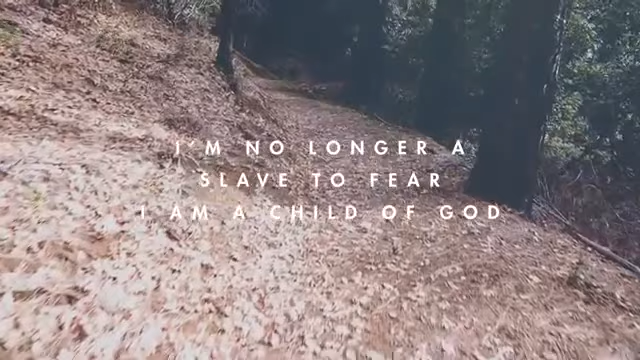 I'M NO LONGER A
SLAVE TO FEAR
I AM A CHILD OF GOD